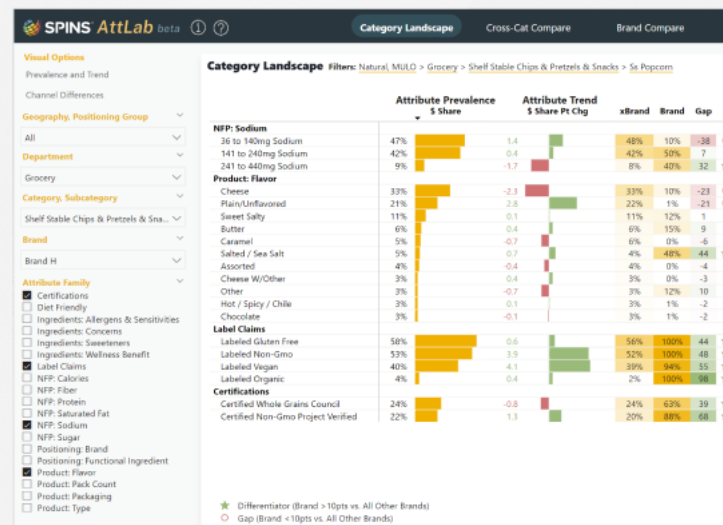 SPINS AttLab beta
Category Landscape Cross-Cat Compare Brand Compare
Visual Options
Prevalence and Trend
Channel Differences
Geography, Positioning Group
All
Department
Grocery
Category, Subcategory
Shelf Stable Chips & Pretzels & Sna...
Brand
Brand H
Attribute Family
Certifications
Diet Friendly
Ingredients: Allergens & Sensitivities
Ingredients: Concerns
Ingredients: Sweeteners
Ingredients: Wellness Benefit
Label Claims
NFP: Calories
NFP: Fiber
NFP: Protein
NFP: Saturated Fat
NFP: Sodium
NFP: Sugar
Positioning: Brand
Positioning: Functional Ingredient
Product: Flavor
Product: Pack Count
Product: Packaging
Product: Type
Category Landscape Filters: Natural, MULO > Grocery > Shelf Stable Chips & Pretzels & Snacks > Ss Popcorn
Attribute Prevalence Attribute Trend
$ Share $ Share Pt Chg xBrand Brand Gap
NFP: Sodium
36 to 140mg Sodium 47% 1.4 48% 10% -38
141 to 240mg Sodium 42% 0.4 42% 50% 7
241 to 440mg Sodium 9% -1.7 8% 40% 32
Product: Flavor
Cheese 33% -2.3 33% 10% -23
Plain/Unflavored 21% 2.8 22% 1% -21
Sweet Salty 11% 0.1 11% 12% 1
Butter 6% 0.4 6% 15% 9
Caramel 5% -0.7 6% 0% -6
Salted / Sea Salt 5% 0.7 4% 48% 44
Assorted 4% -0.4 4% 0% -4
Cheese W/Other 3% 0.4 3% 0% -3
Other 3% -0.7 3% 12% 10
Hot / Spicy / Chile 3% 0.1 3% 1% -2
Chocolate 3% -0.1 3% 1% -2
Label Claims
Labeled Gluten Free 58% 0.6 56% 100% 44
Labeled Non-Gmo 53% 3.9 52% 100% 48
Labeled Vegan 40% 4.1 39% 94% 55
Labeled Organic 4% 0.4 2% 100% 98
Certifications
Certified Whole Grains Council 24% -0.8 24% 63% 39
Certified Non-Gmo Project Verified 22% 1.3 20% 88% 68
Differentiator (Brand >10pts vs. All Other Brands)
Gap (Brand <10pts vs. All Other Brands)